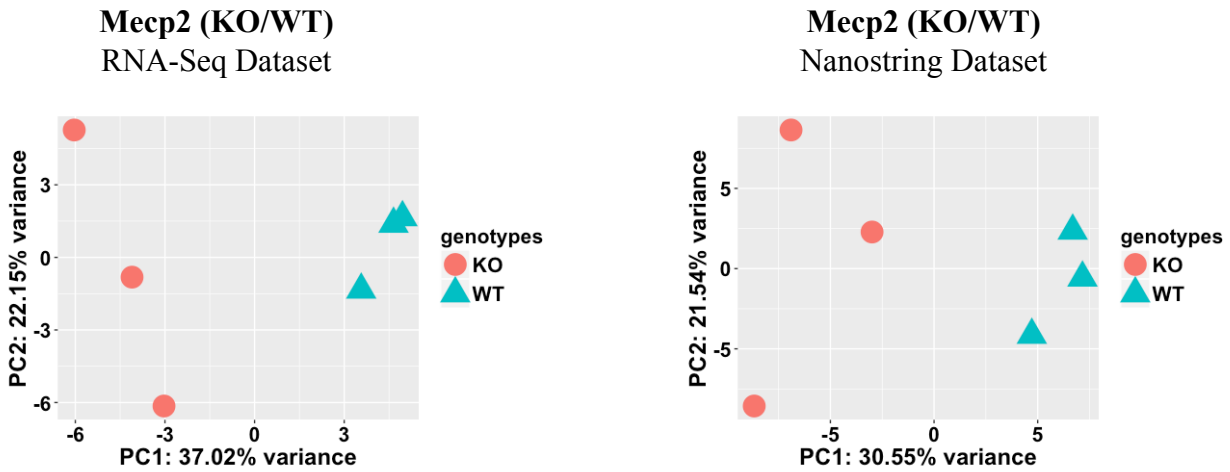 Mecp2 (KO/WT)
RNA-Seq Dataset
PC2: 22.15% variance
3
0
-3
-6
-6
-3
0
3
PC1: 37.02% variance
genotypes
KO
WT
Mecp2 (KO/WT)
Nanostring Dataset
PC2: 21.54% variance
5
0
-5
-5
0
5
PC1: 30.55% variance
genotypes
KO
WT